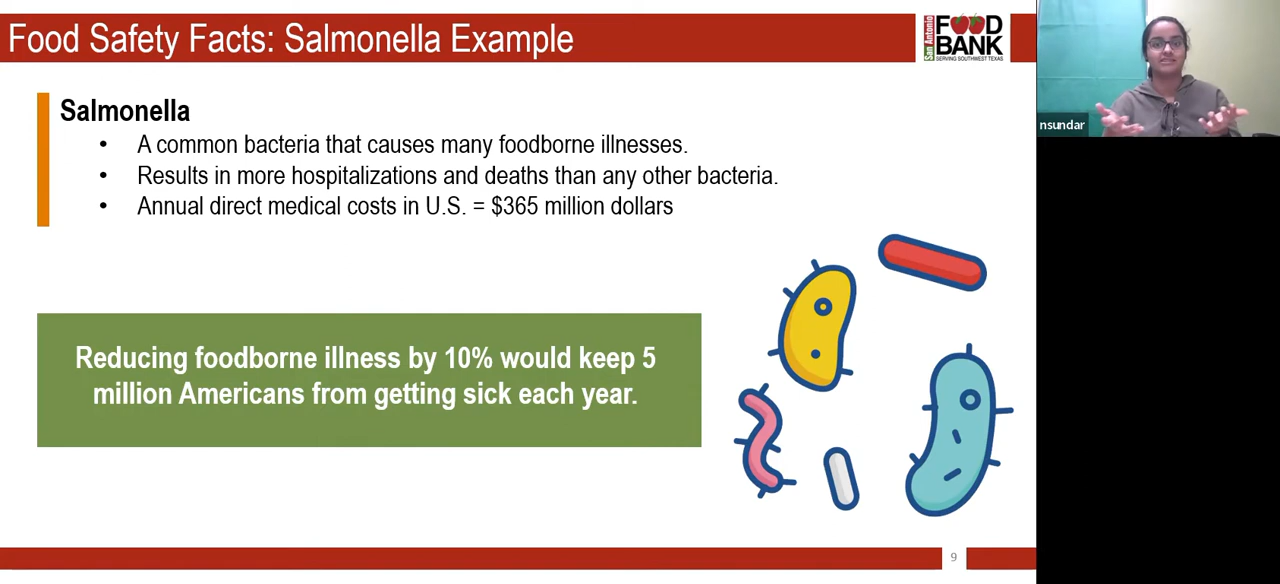 Food Safety Facts: Salmonella Example
San Antonio
FOOD
BANK
SERVING SOUTHWEST TEXAS
nsundar
Salmonella
• A common bacteria that causes many foodborne illnesses.
• Results in more hospitalizations and deaths than any other bacteria.
• Annual direct medical costs in U.S. = $365 million dollars
Reducing foodborne illness by 10% would keep 5
million Americans from getting sick each year.
9